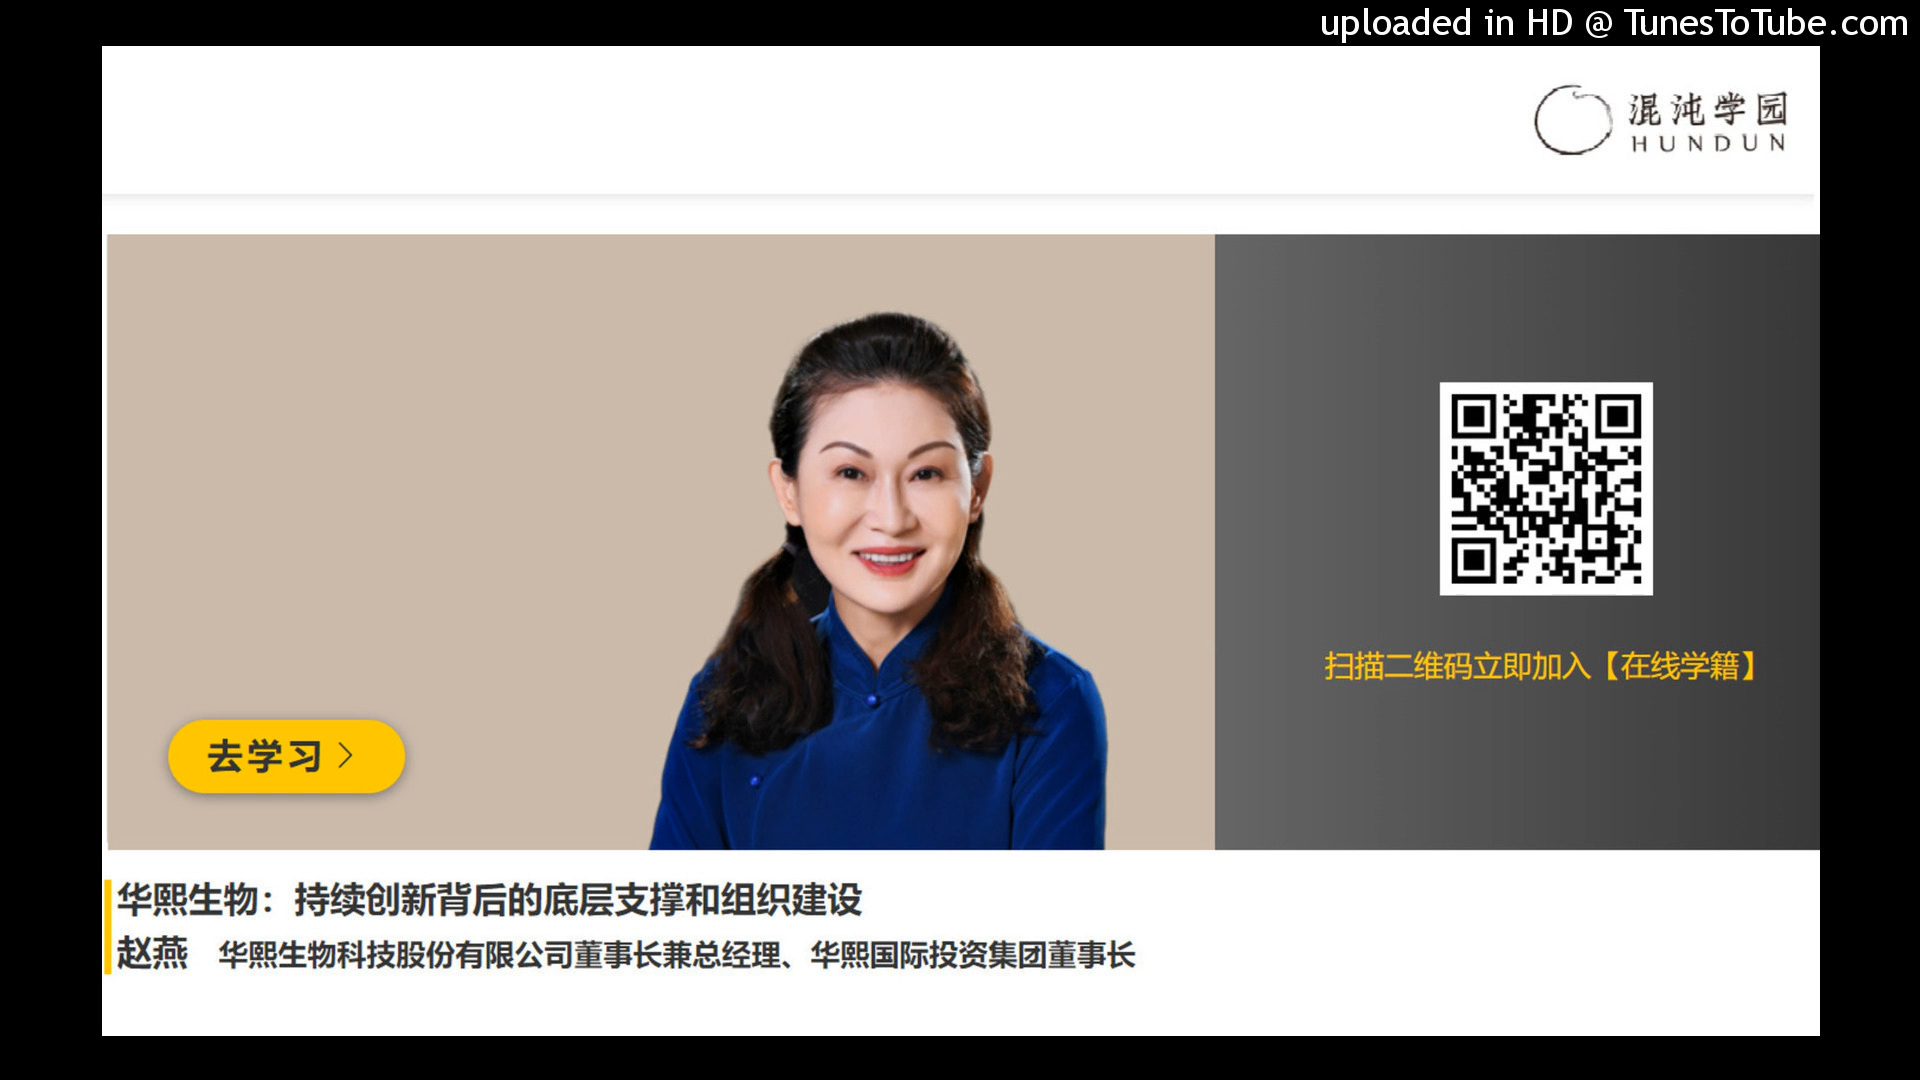 uploaded in HD @ TunesToTube.com
混沌学园
HUNDUN
扫描二维码立即加入【在线学籍】
去学习 >
华熙生物：持续创新背后的底层支撑和组织建设
赵燕 华熙生物科技股份有限公司董事长兼总经理、华熙国际投资集团董事长